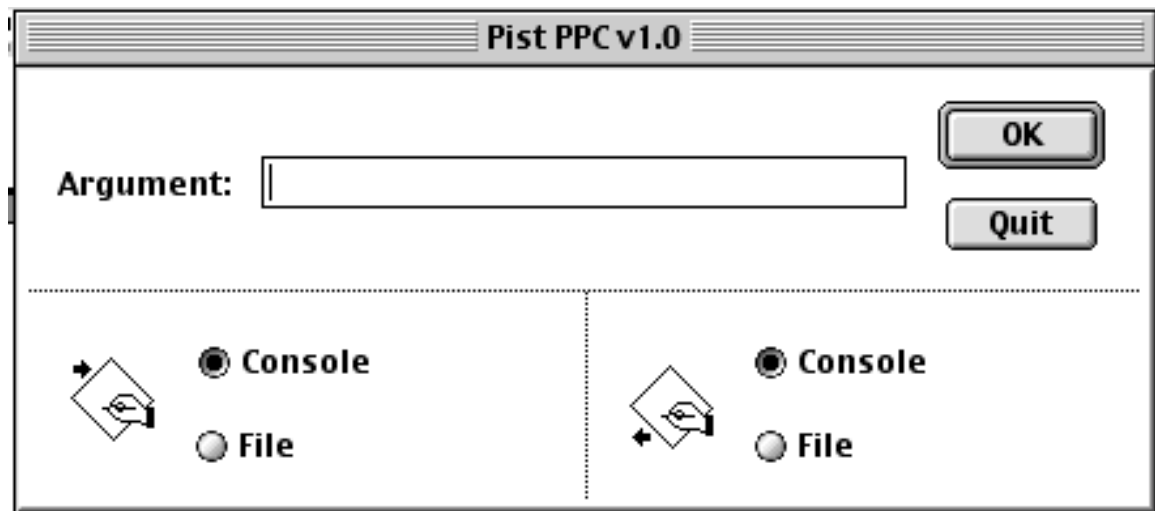 Pist PPC v1.0
Argument:
OK
Quit
Console
File
Console
File